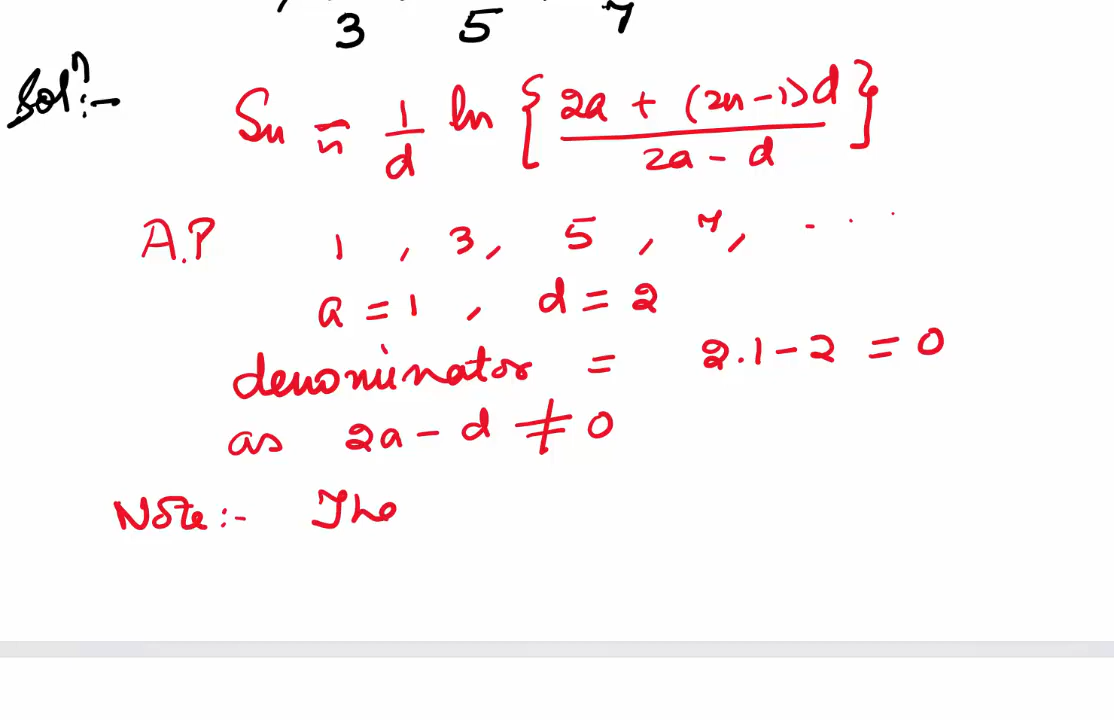 3 5 7
Solⁿ:-
Sn ≈ 1/d ln { 2a + (2n-1)d / 2a - d }
A.P 1, 3, 5, 7, ...
a = 1, d = 2
denominator = 2.1-2 = 0
as 2a-d ≠ 0
Note:- The